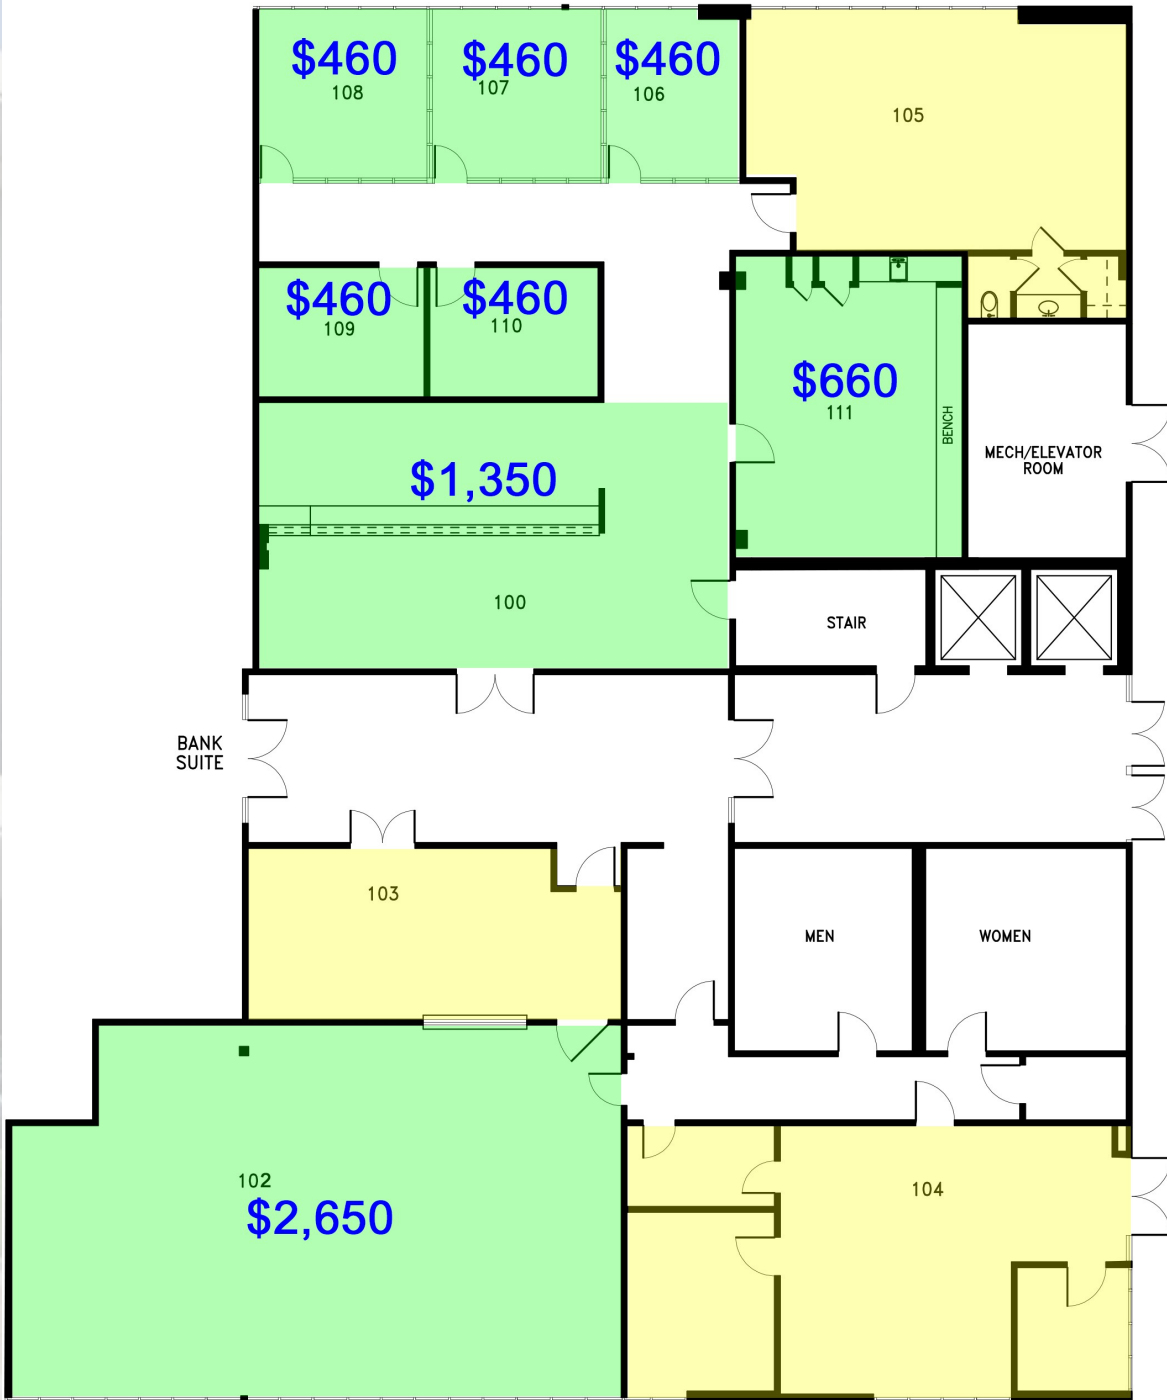 $460
108
$460
107
$460
106
105
$460
109
$460
110
$660
111
BENCH
MECH/ELEVATOR
ROOM
$1,350
100
STAIR
BANK
SUITE
103
MEN
WOMEN
102
$2,650
104